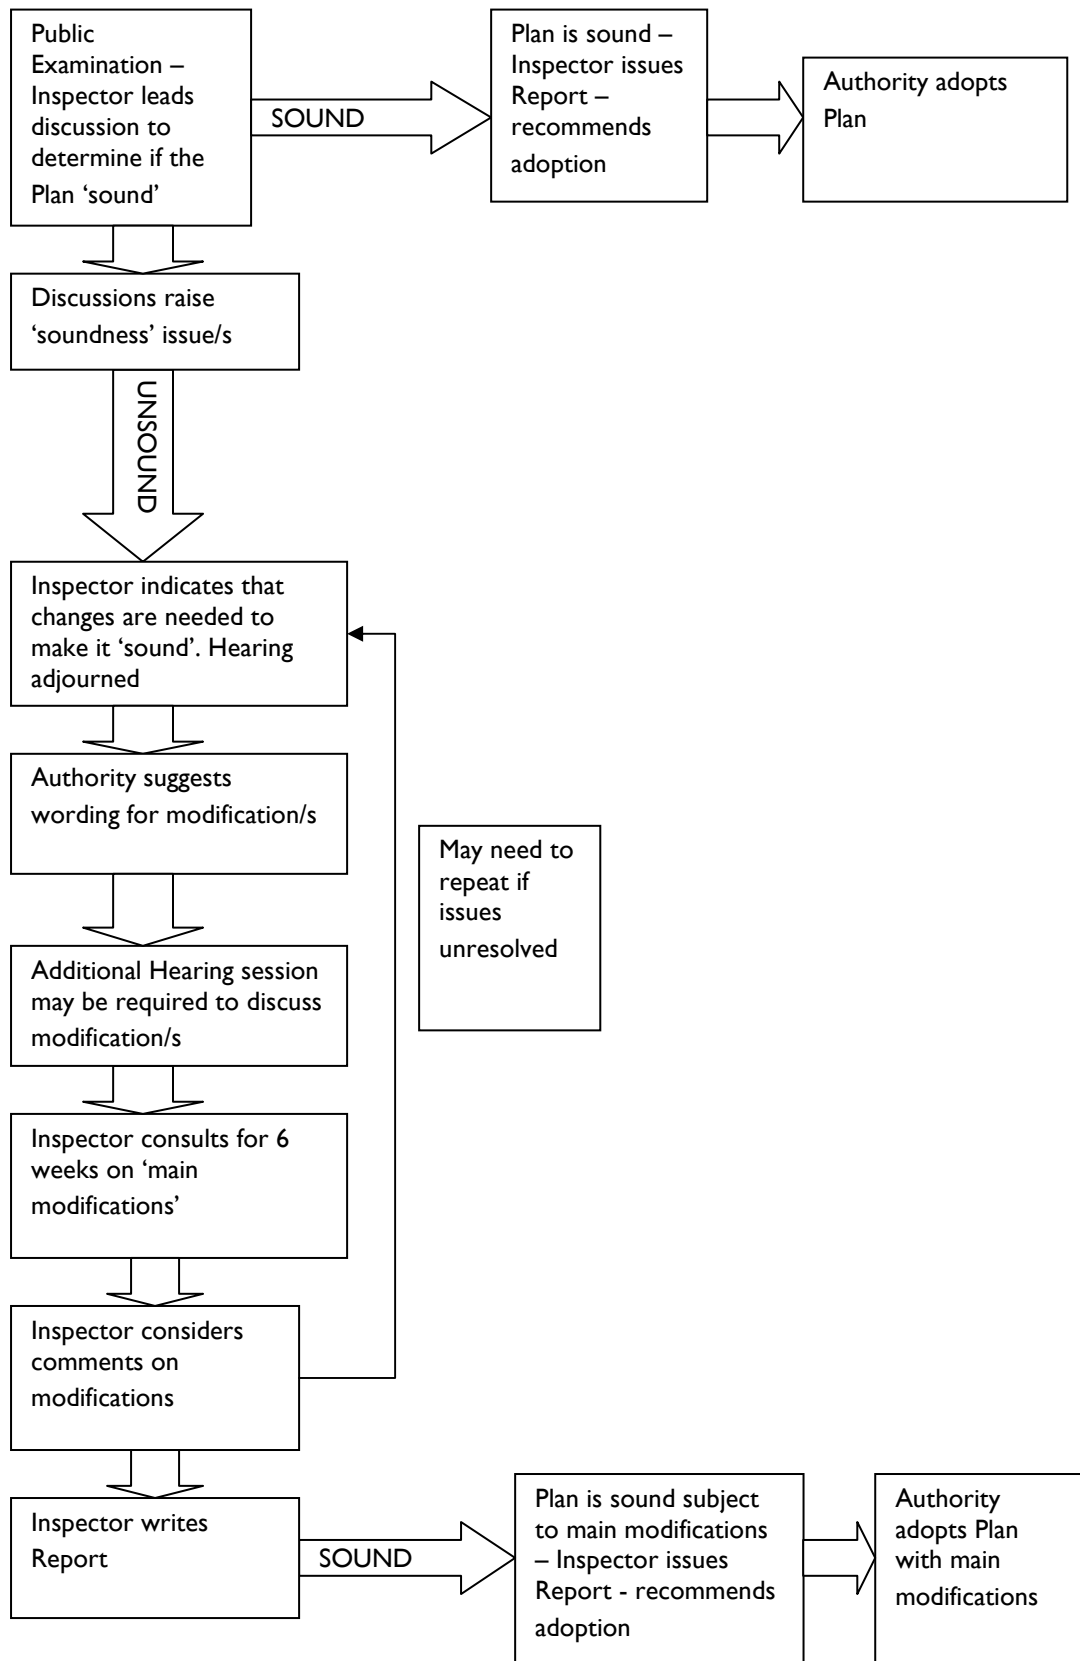 Public
Examination –
Inspector leads
discussion to
determine if the
Plan ‘sound’
SOUND
Plan is sound –
Inspector issues
Report –
recommends
adoption
Authority adopts
Plan
Discussions raise
‘soundness’ issue/s
UNSOUND
Inspector indicates that
changes are needed to
make it ‘sound’. Hearing
adjourned
Authority suggests
wording for modification/s
May need to
repeat if
issues
unresolved
Additional Hearing session
may be required to discuss
modification/s
Inspector consults for 6
weeks on ‘main
modifications’
Inspector considers
comments on
modifications
Inspector writes
Report
SOUND
Plan is sound subject
to main modifications
– Inspector issues
Report - recommends
adoption
Authority
adopts Plan
with main
modifications